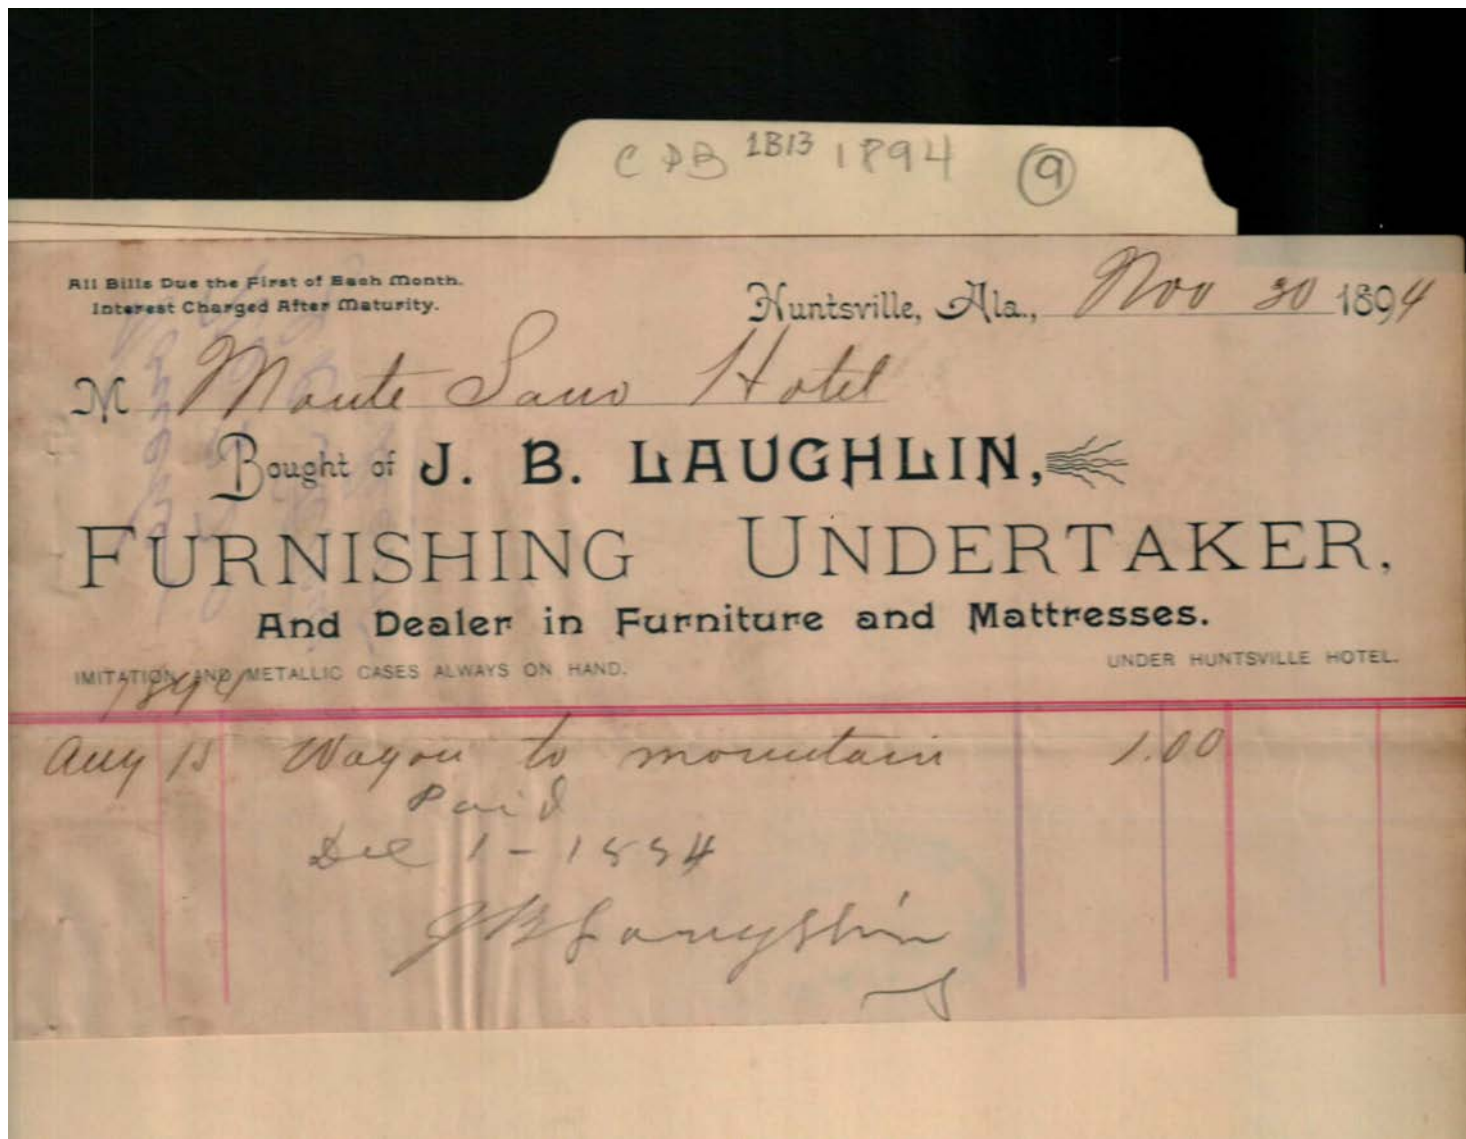 CDB 1B13 1894 9
All Bills Due the First of Each Month.
Interest Charged After Maturity.
Huntsville, Ala., Nov 30 1894
M Monte Sano Hotel
Bought of J. B. LAUGHLIN,
FURNISHING UNDERTAKER,
And Dealer in Furniture and Mattresses.
IMITATION AND METALLIC CASES ALWAYS ON HAND.
UNDER HUNTSVILLE HOTEL.
1894
Aug 15 Wagon to mountain 1.00
Paid
Dec 1 - 1894
J B Laughlin